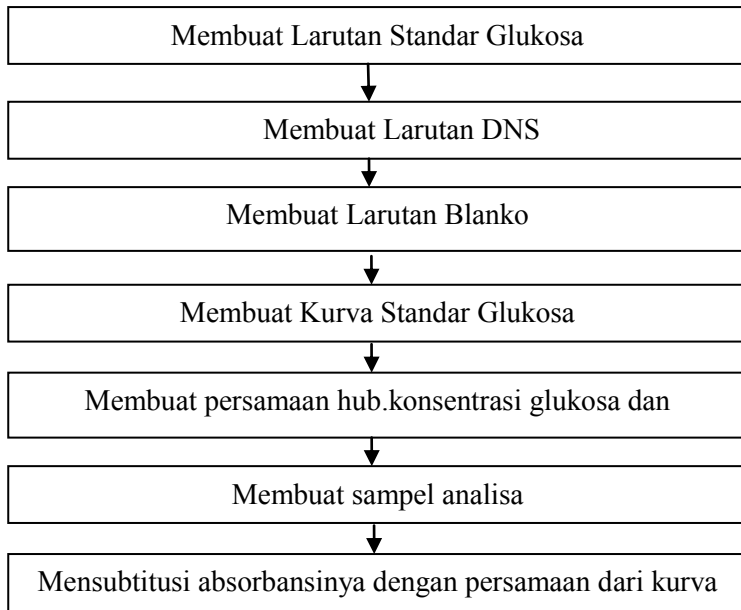 Membuat Larutan Standar Glukosa
Membuat Larutan DNS
Membuat Larutan Blanko
Membuat Kurva Standar Glukosa
Membuat persamaan hub.konsentrasi glukosa dan
Membuat sampel analisa
Mensubtitusi absorbansinya dengan persamaan dari kurva